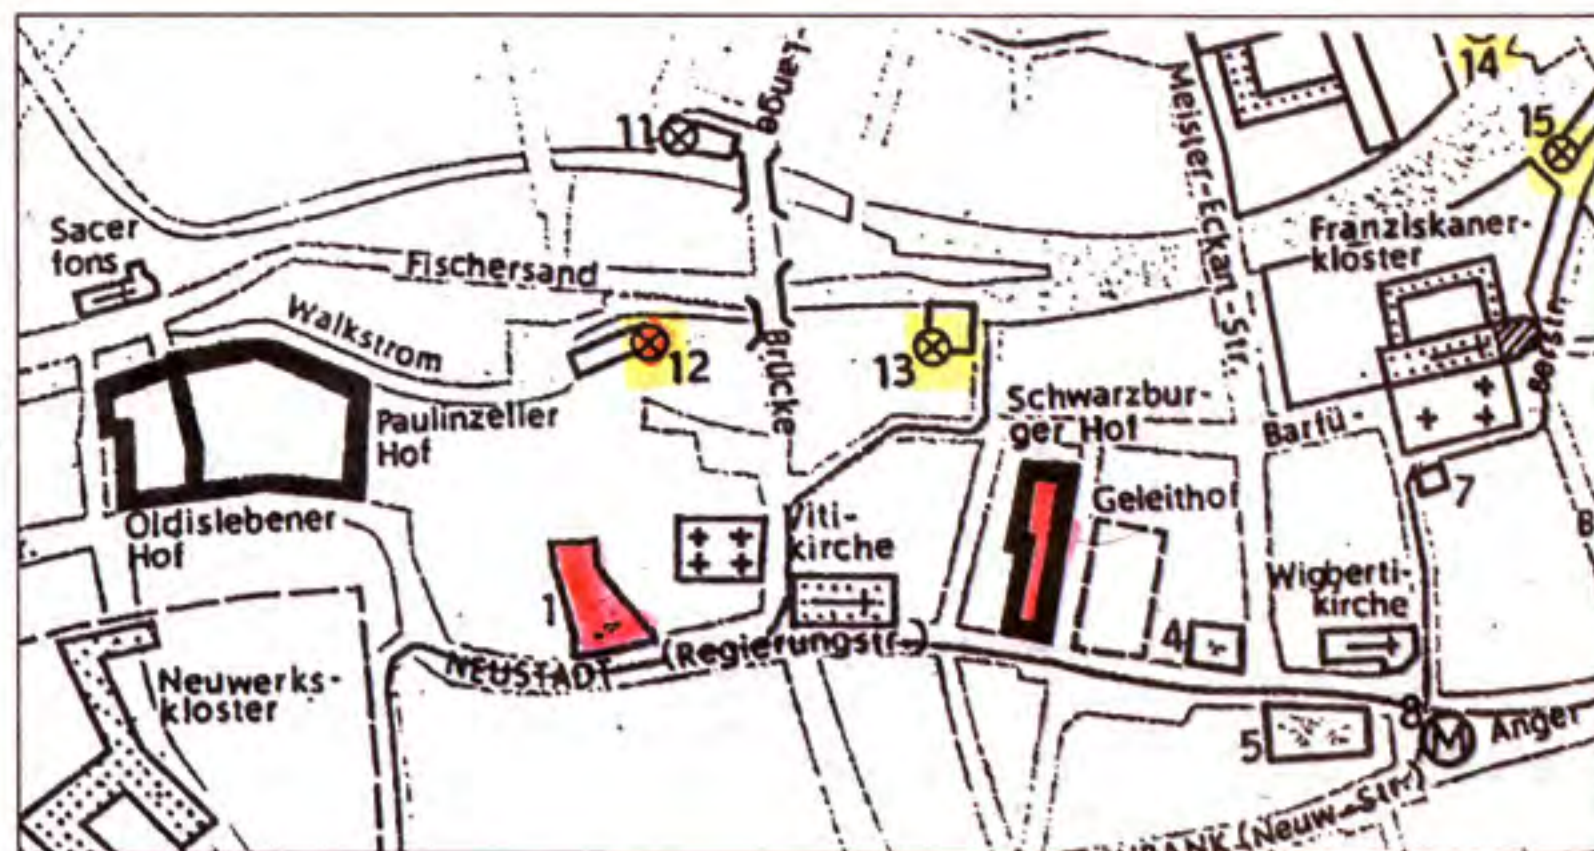 14
Lange
11
15
Meister-Eckart-Str.
Sacer
fons
Fischersand
Franziskaner-
kloster
Walkstrom
12
Brücke
13
Paulinzeller
Hof
Schwarzbur-
ger Hof
Barfü-
7
Geleithof
Oldislebener
Hof
Viti-
kirche
1
Wigberti-
kirche
4
NEUSTADT
(Regierungstr.)
Neuwerks-
kloster
8
M
Anger
5
(Neuw-Str.)